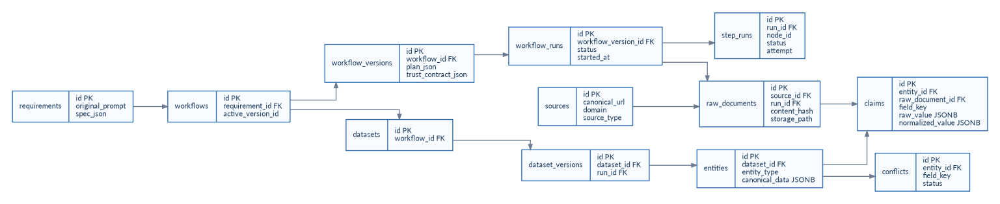 requirements
id PK
original_prompt
spec_json
workflows
id PK
requirement_id FK
active_version_id
workflow_versions
id PK
workflow_id FK
plan_json
trust_contract_json
datasets
id PK
workflow_id FK
workflow_runs
id PK
workflow_version_id FK
status
started_at
sources
id PK
canonical_url
domain
source_type
dataset_versions
id PK
dataset_id FK
run_id FK
step_runs
id PK
run_id FK
node_id
status
attempt
raw_documents
id PK
source_id FK
run_id FK
content_hash
storage_path
entities
id PK
dataset_id FK
entity_type
canonical_data JSONB
claims
id PK
entity_id FK
raw_document_id FK
field_key
raw_value JSONB
normalized_value JSONB
conflicts
id PK
entity_id FK
field_key
status